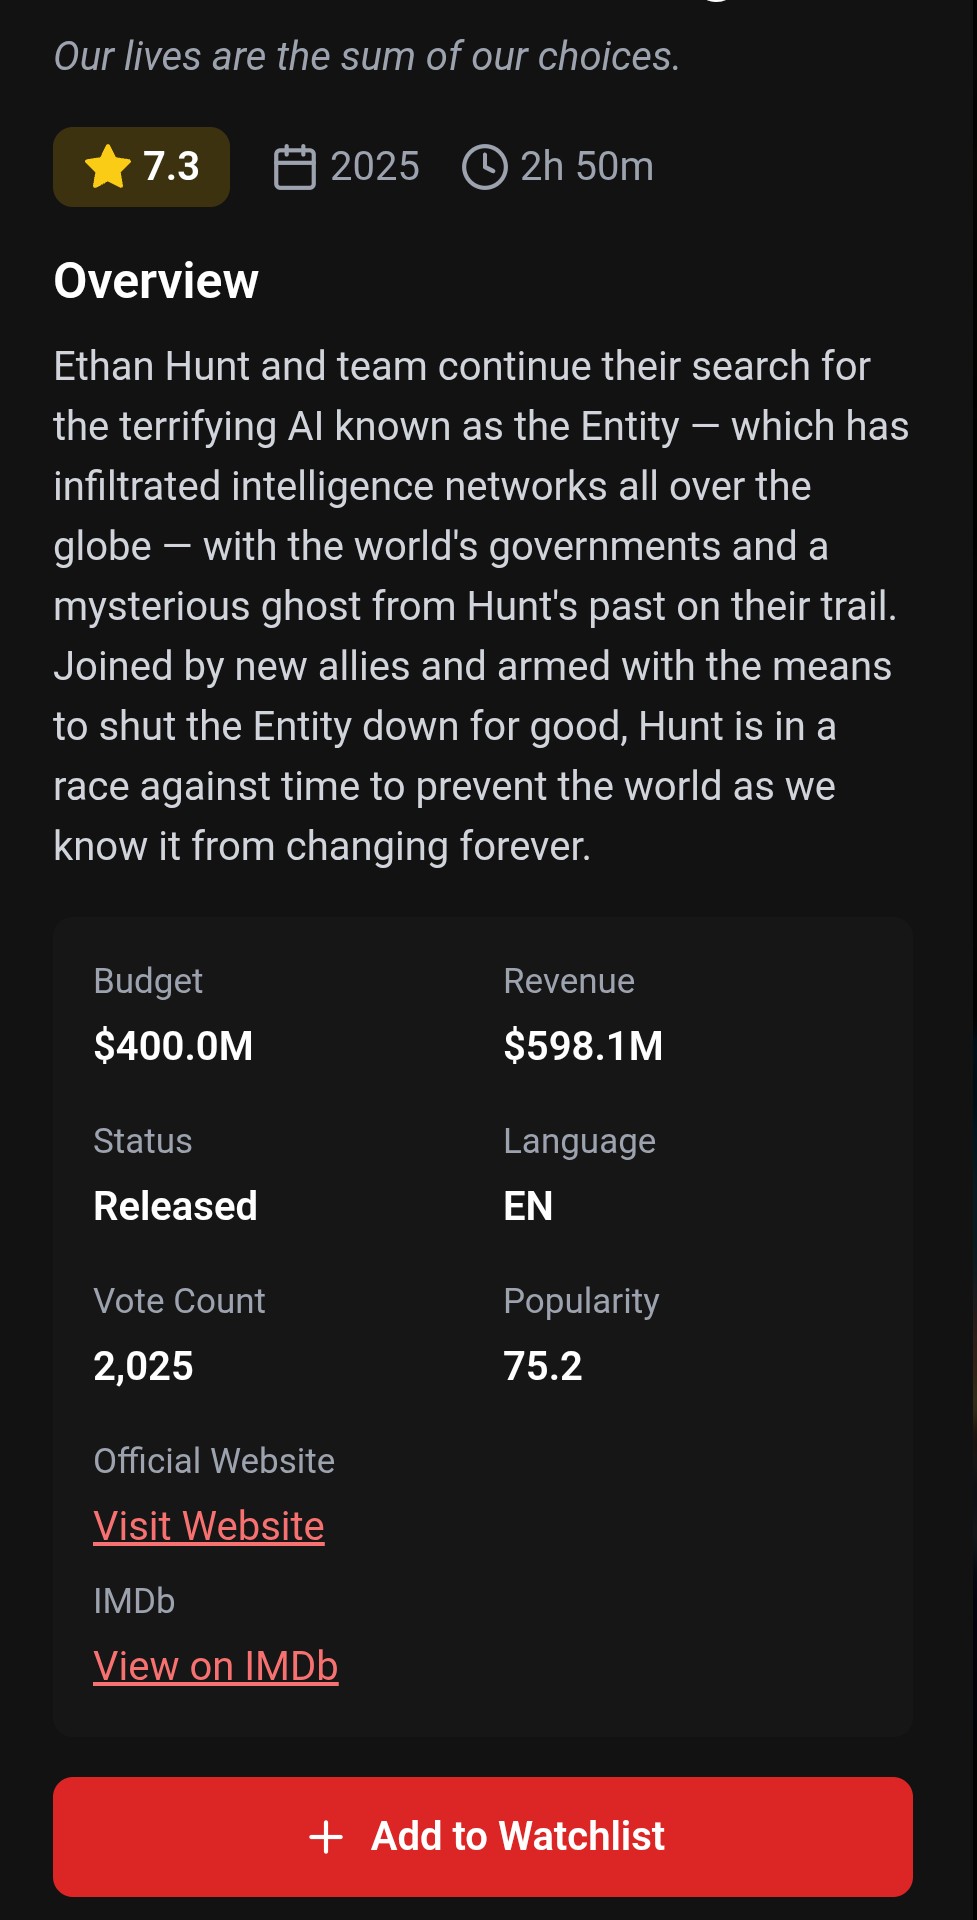 Our lives are the sum of our choices.
7.3 2025 2h 50m
Overview
Ethan Hunt and team continue their search for
the terrifying AI known as the Entity — which has
infiltrated intelligence networks all over the
globe — with the world's governments and a
mysterious ghost from Hunt's past on their trail.
Joined by new allies and armed with the means
to shut the Entity down for good, Hunt is in a
race against time to prevent the world as we
know it from changing forever.
Budget Revenue
$400.0M $598.1M
Status Language
Released EN
Vote Count Popularity
2,025 75.2
Official Website
Visit Website
IMDb
View on IMDb
Add to Watchlist